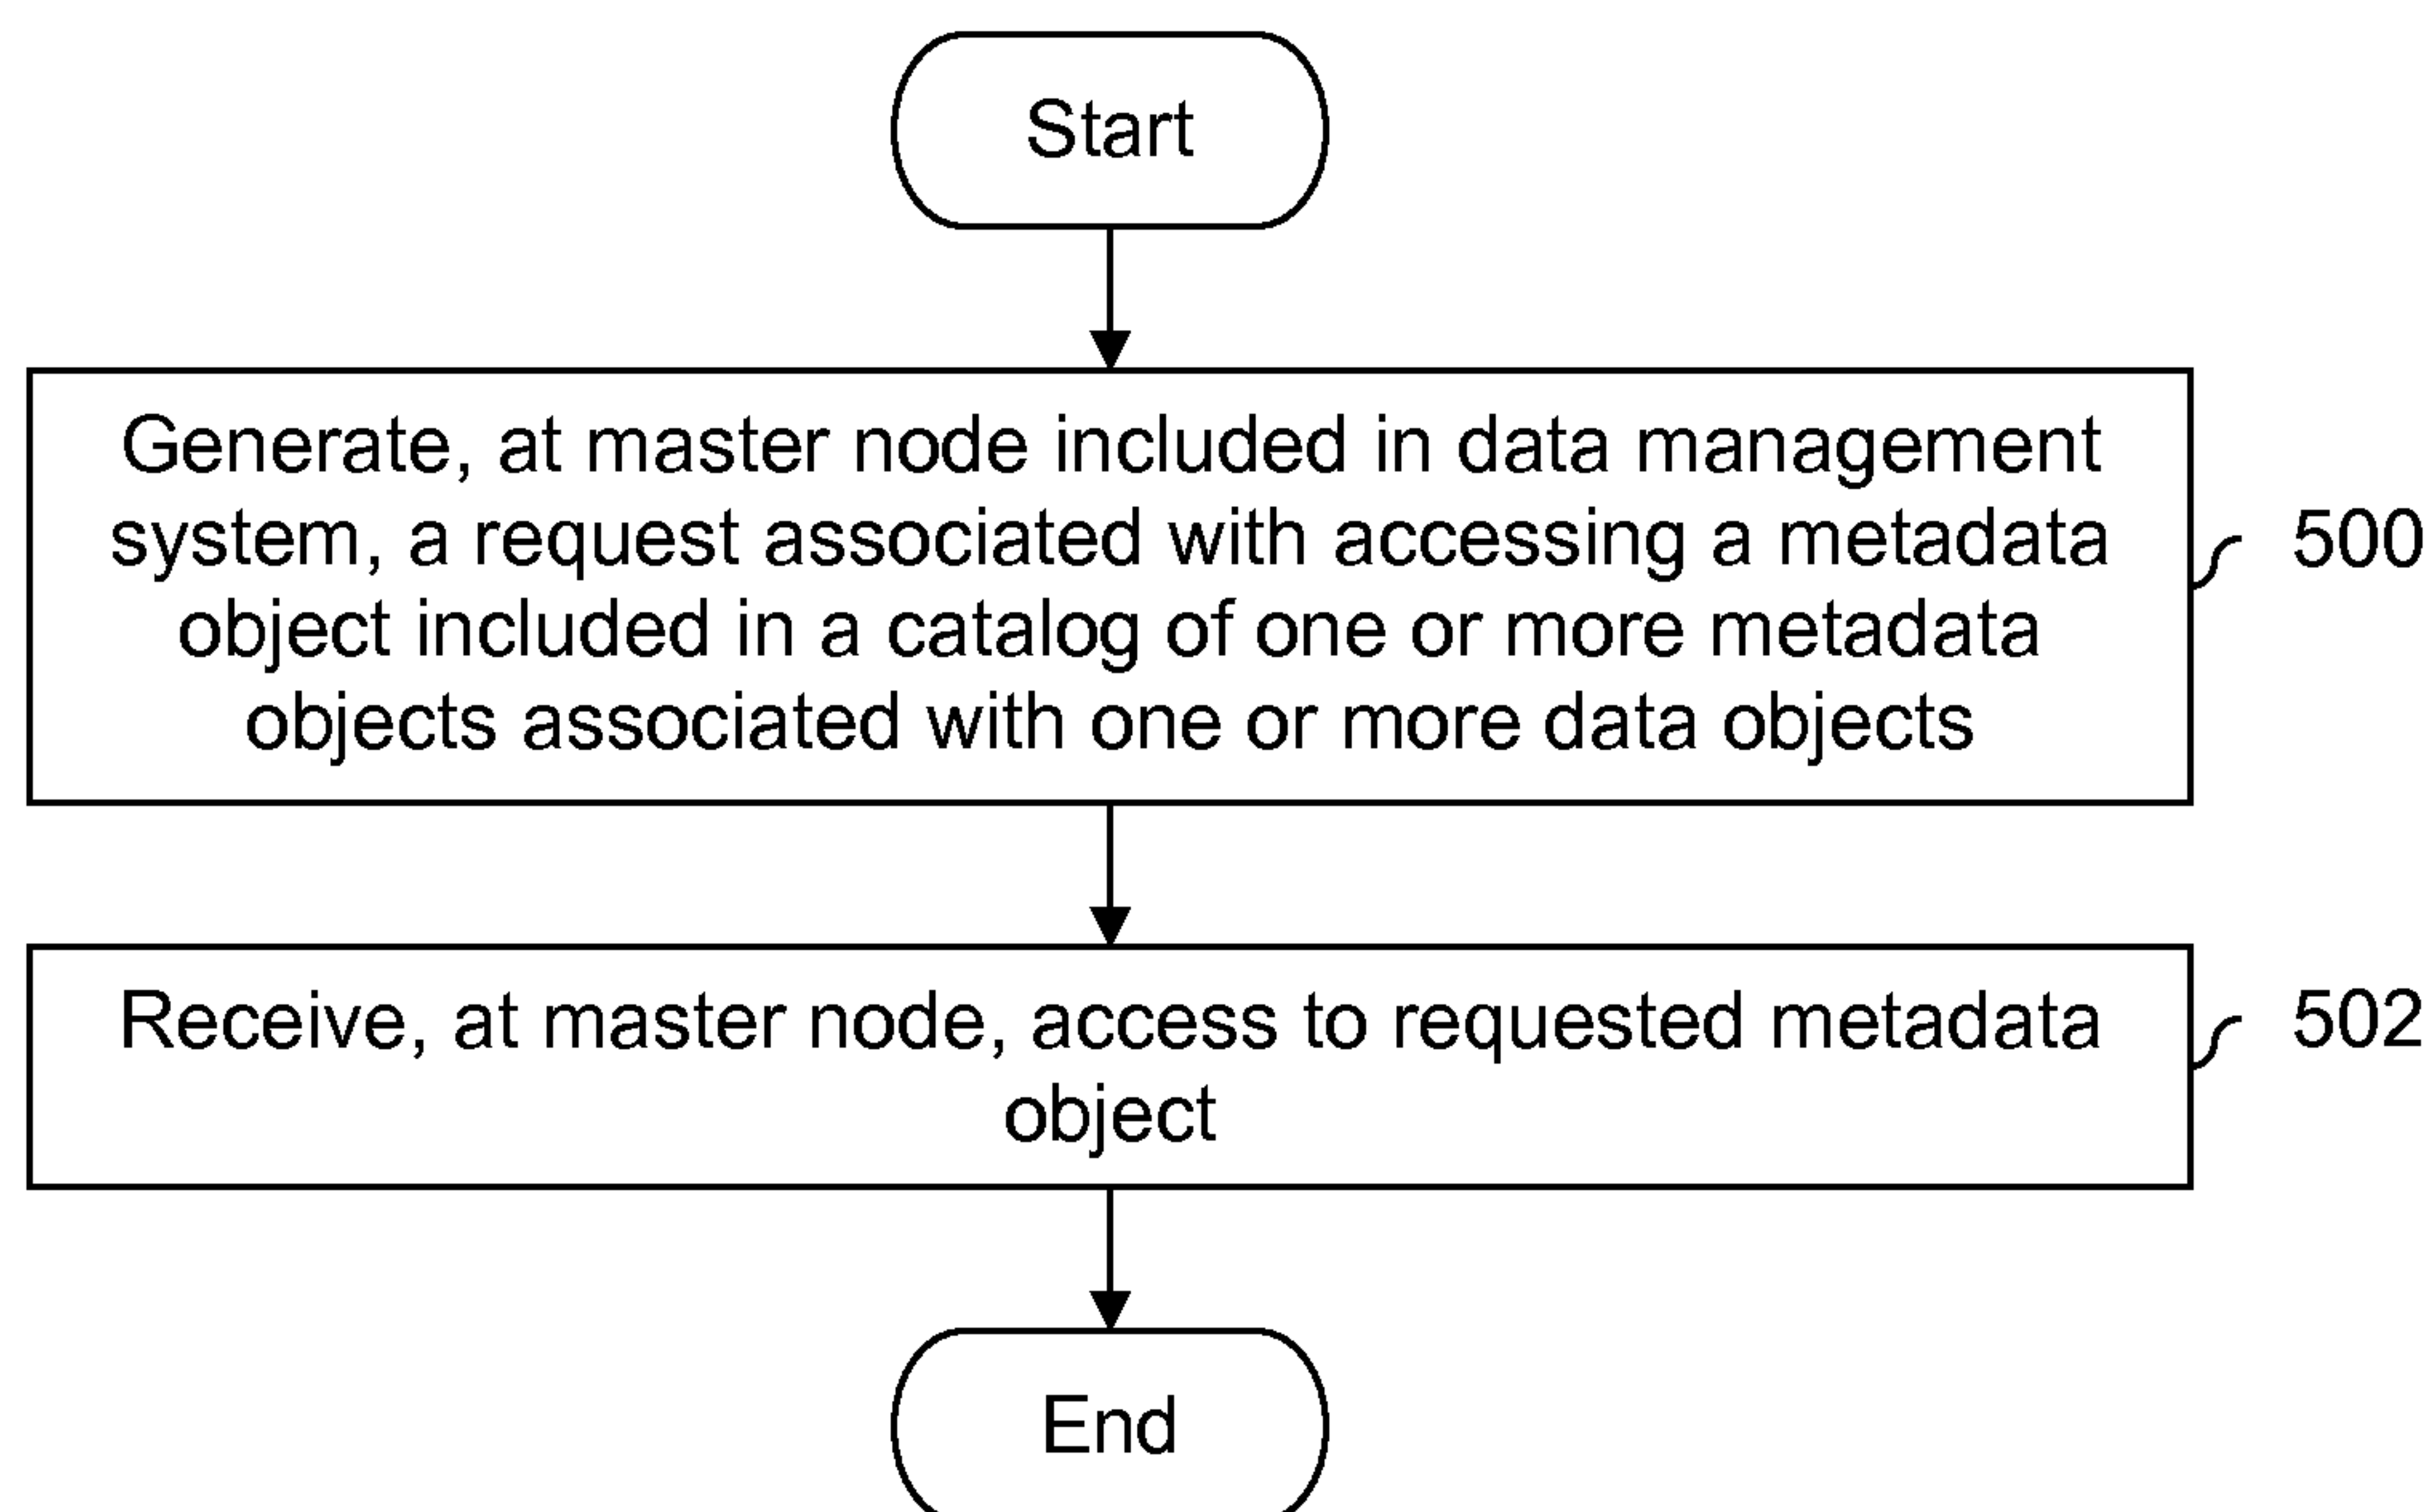 Start
Generate, at master node included in data management
system, a request associated with accessing a metadata
object included in a catalog of one or more metadata
objects associated with one or more data objects
500
Receive, at master node, access to requested metadata
object
502
End